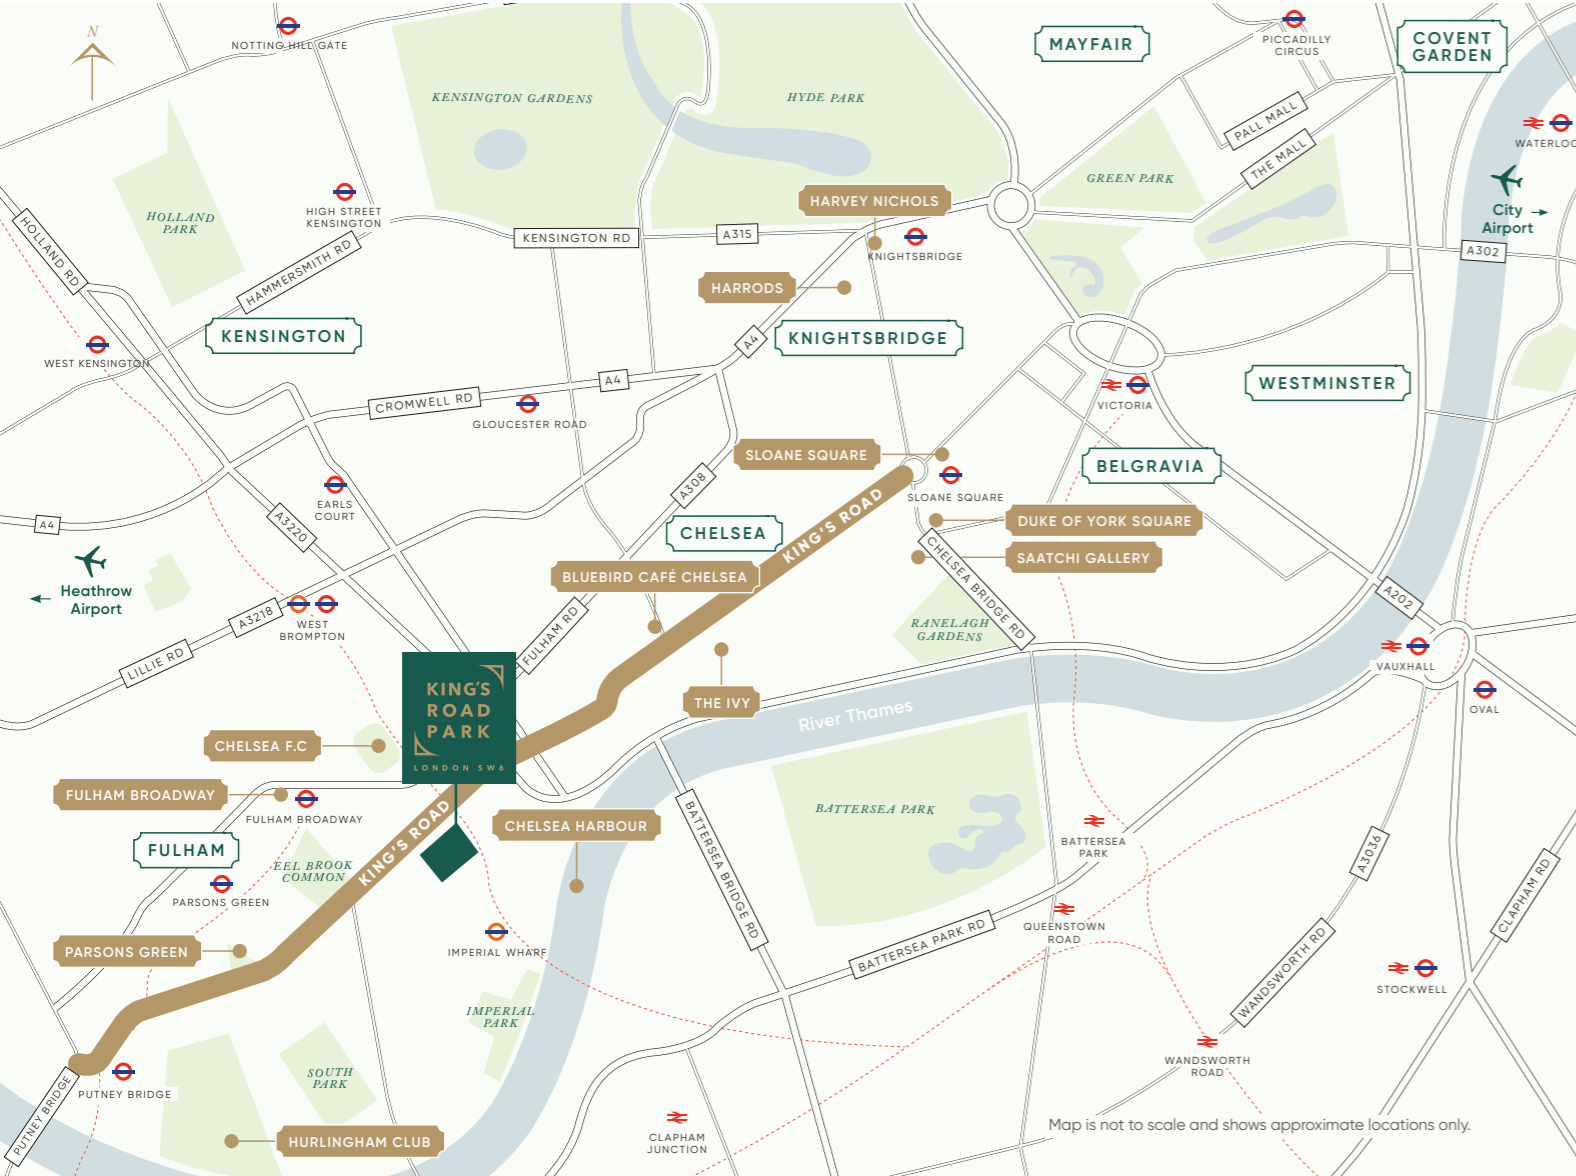 N
NOTTING HILL GATE
KENSINGTON GARDENS
HYDE PARK
MAYFAIR
PICCADILLY
CIRCUS
COVENT
GARDEN
PALL MALL
THE MALL
GREEN PARK
City
Airport
A302
HOLLAND
PARK
HIGH STREET
KENSINGTON
HOLLAND RD
HAMMERSMITH RD
KENSINGTON RD
A315
HARVEY NICHOLS
KNIGHTSBRIDGE
HARRODS
KENSINGTON
A4
KNIGHTSBRIDGE
WEST KENSINGTON
CROMWELL RD
A4
GLOUCESTER ROAD
VICTORIA
WESTMINSTER
BELGRAVIA
SLOANE SQUARE
SLOANE SQUARE
EARLS
COURT
A4
A3220
A308
CHELSEA
KING'S ROAD
DUKE OF YORK SQUARE
SAATCHI GALLERY
CHELSEA BRIDGE RD
Heathrow
Airport
BLUEBIRD CAFÉ CHELSEA
A3218
WEST
BROMPTON
LILLIE RD
FULHAM RD
RANELAGH
GARDENS
A202
VAUXHALL
OVAL
KING'S
ROAD
PARK
LONDON SW6
THE IVY
River Thames
CHELSEA F.C
FULHAM BROADWAY
FULHAM BROADWAY
CHELSEA HARBOUR
KING'S ROAD
FULHAM
EEL BROOK
COMMON
PARSONS GREEN
PARSONS GREEN
IMPERIAL WHARF
BATTERSEA BRIDGE RD
BATTERSEA PARK
BATTERSEA
PARK
QUEENSTOWN
ROAD
BATTERSEA PARK RD
A3036
CLAPHAM RD
WANDSWORTH RD
STOCKWELL
IMPERIAL
PARK
SOUTH
PARK
PUTNEY BRIDGE
PUTNEY BRIDGE
HURLINGHAM CLUB
CLAPHAM
JUNCTION
WANDSWORTH
ROAD
Map is not to scale and shows approximate locations only.